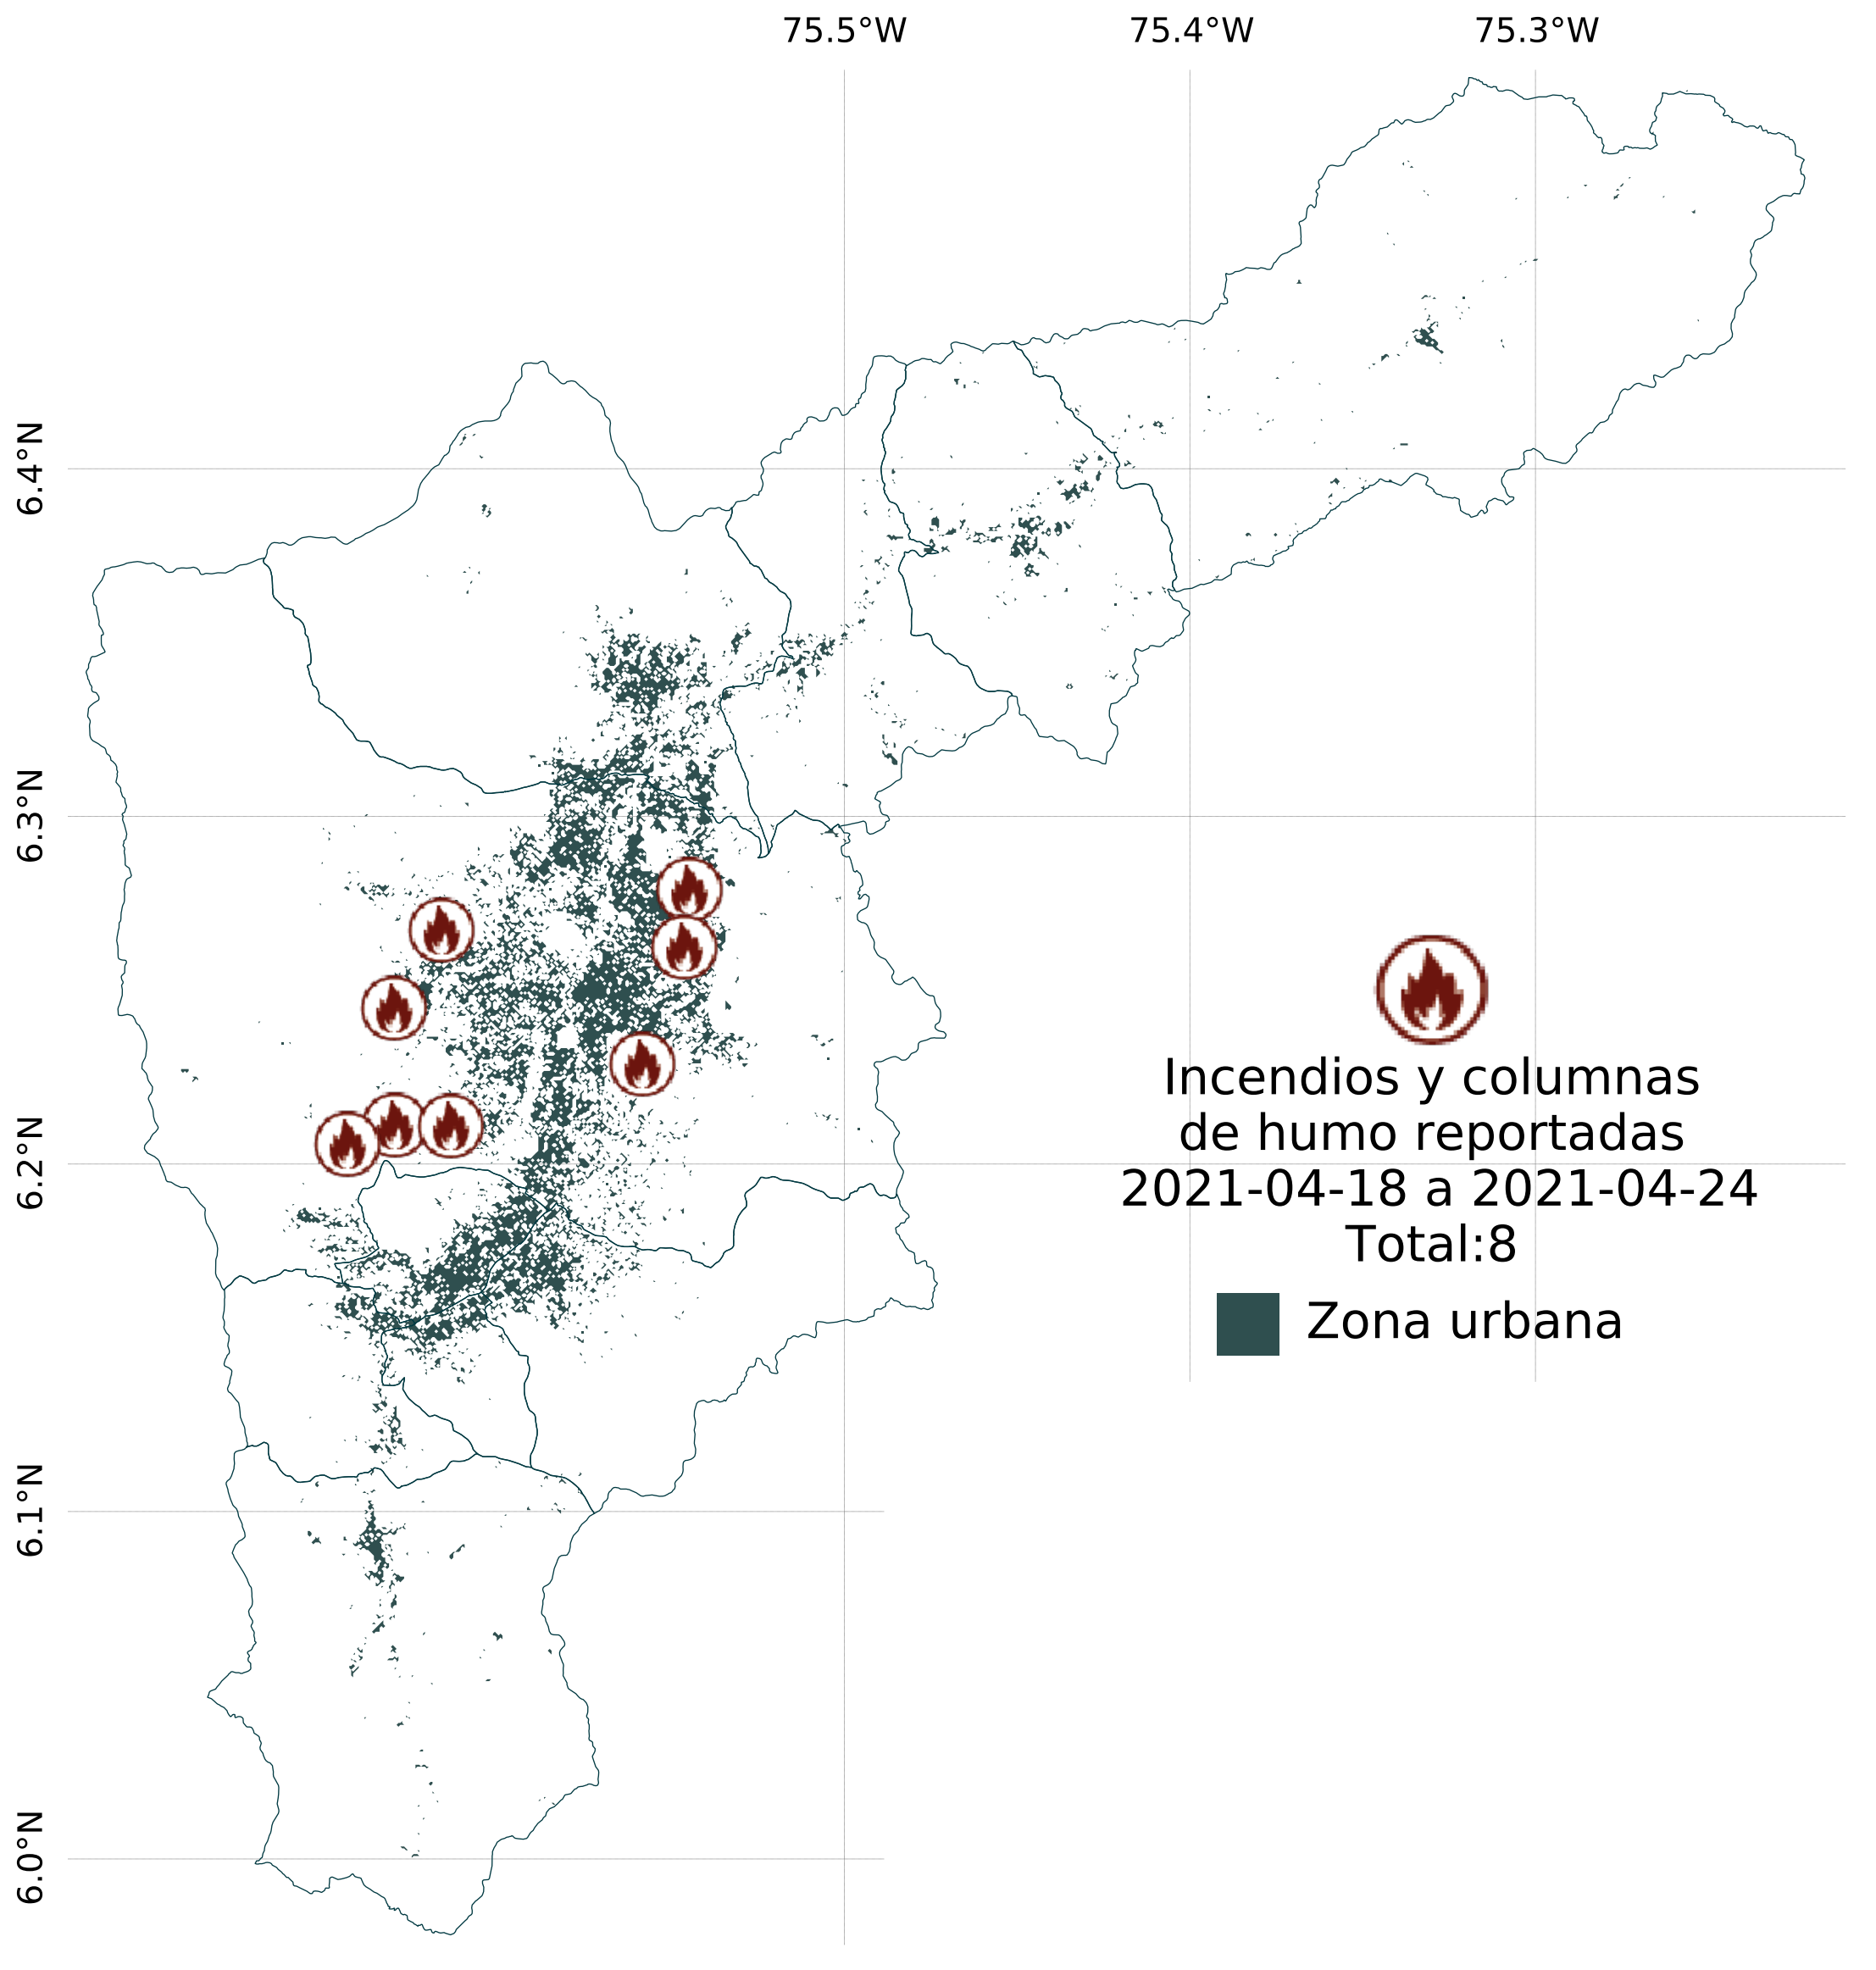 75.5°W 75.4°W 75.3°W
6.4°N
6.3°N
6.2°N
6.1°N
6.0°N
Incendios y columnas
de humo reportadas
2021-04-18 a 2021-04-24
Total:8
Zona urbana